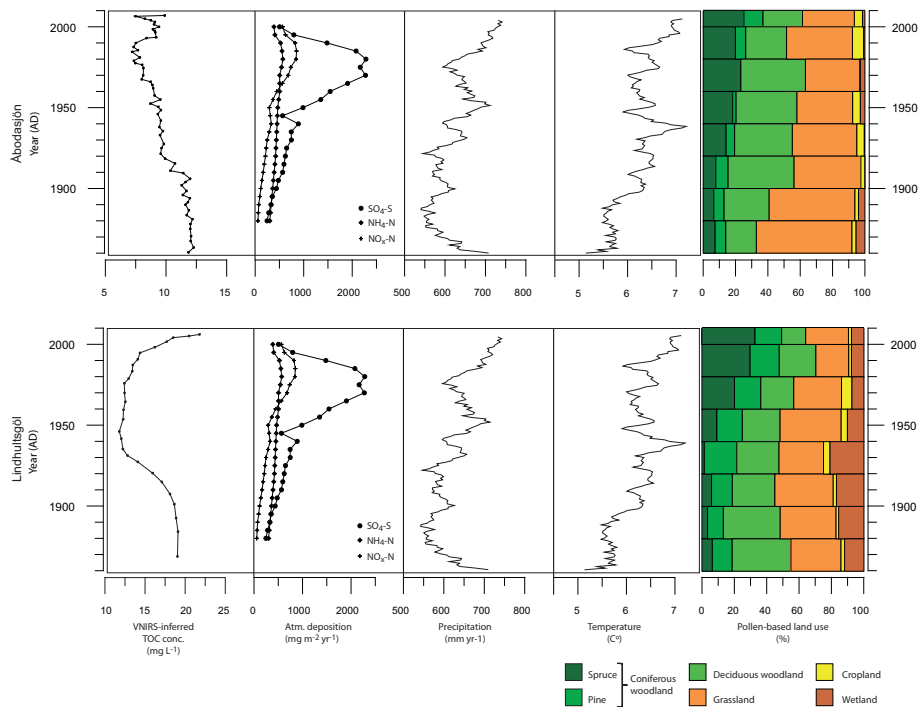 Åbodasjön
Year (AD)
2000
1950
1900
2000
1950
1900
SO4-S
NH4-N
NOx-N
5 10 15
0 1000 2000
500 600 700 800
5 6 7
0 20 40 60 80 100
Lindhultsgöl
Year (AD)
2000
1950
1900
2000
1950
1900
SO4-S
NH4-N
NOx-N
10 15 20 25
0 1000 2000
500 600 700 800
5 6 7
0 20 40 60 80 100
VNIRS-inferred
TOC conc.
(mg L-1)
Atm. deposition
(mg m-2 yr-1)
Precipitation
(mm yr-1)
Temperature
(Cº)
Pollen-based land use
(%)
Spruce
Pine
Coniferous
woodland
Deciduous woodland
Grassland
Cropland
Wetland